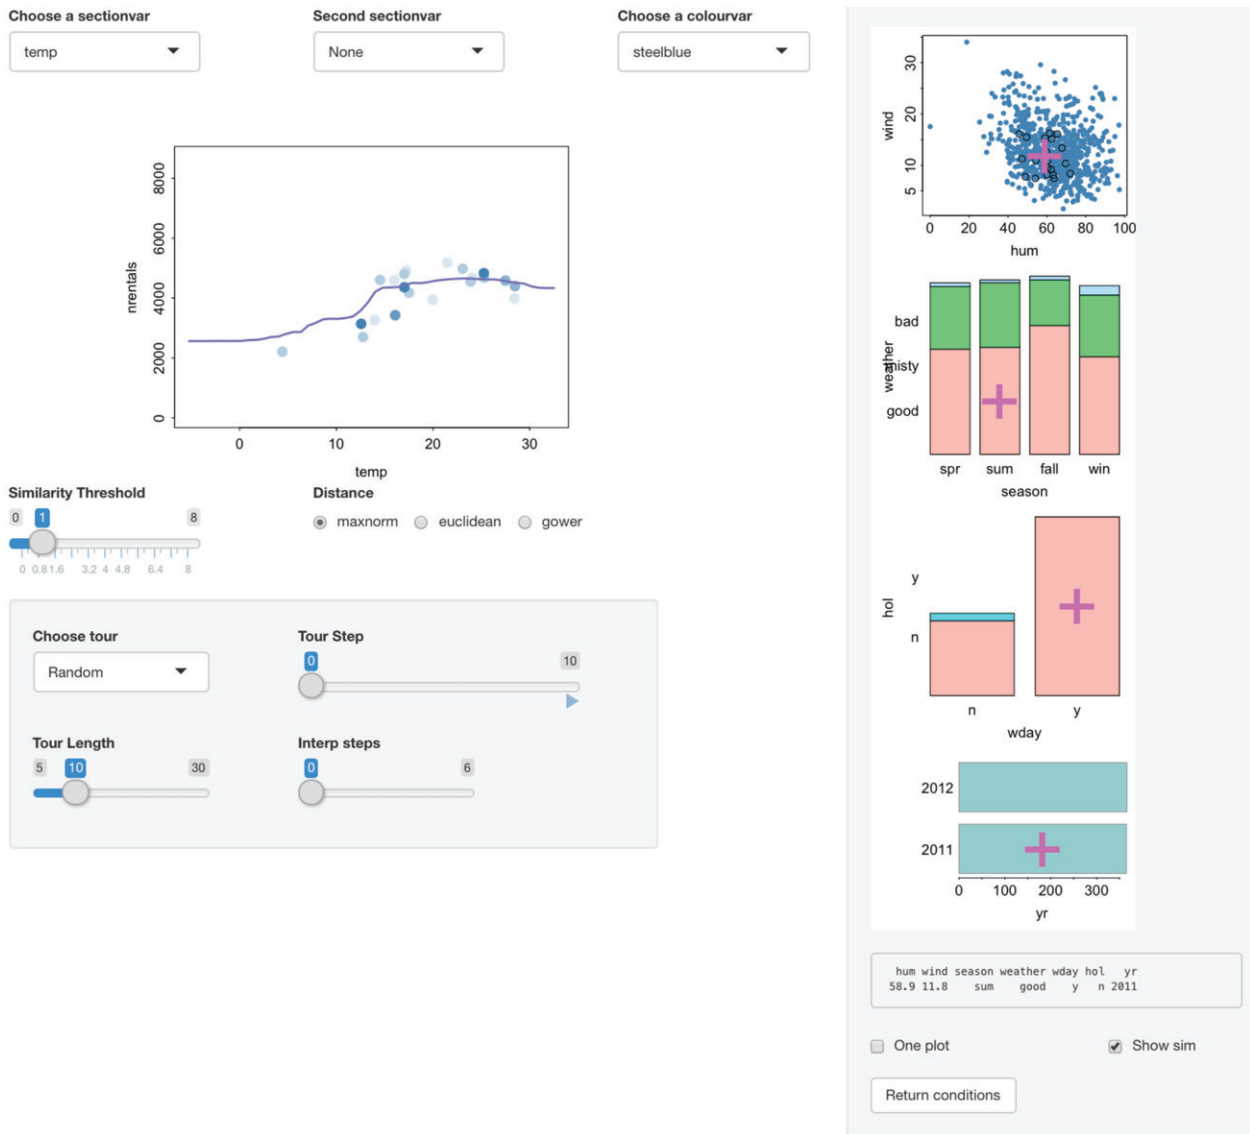 Choose a sectionvar
Second sectionvar
Choose a colourvar
temp
None
steelblue
8000
6000
4000
2000
0
nrentals
0 10 20 30
temp
Similarity Threshold
0 1 8
0 0.8 1.6 3.2 4 4.8 6.4 8
Distance
maxnorm euclidean gower
Choose tour
Random
Tour Step
0 10
Tour Length
5 10 30
Interp steps
0 6
30
20
10
5
wind
0 20 40 60 80 100
hum
bad
misty
good
weather
spr sum fall win
season
y
n
hol
n y
wday
2012
2011
0 100 200 300
yr
hum wind season weather wday hol yr
58.9 11.8 sum good y n 2011
One plot
Show sim
Return conditions